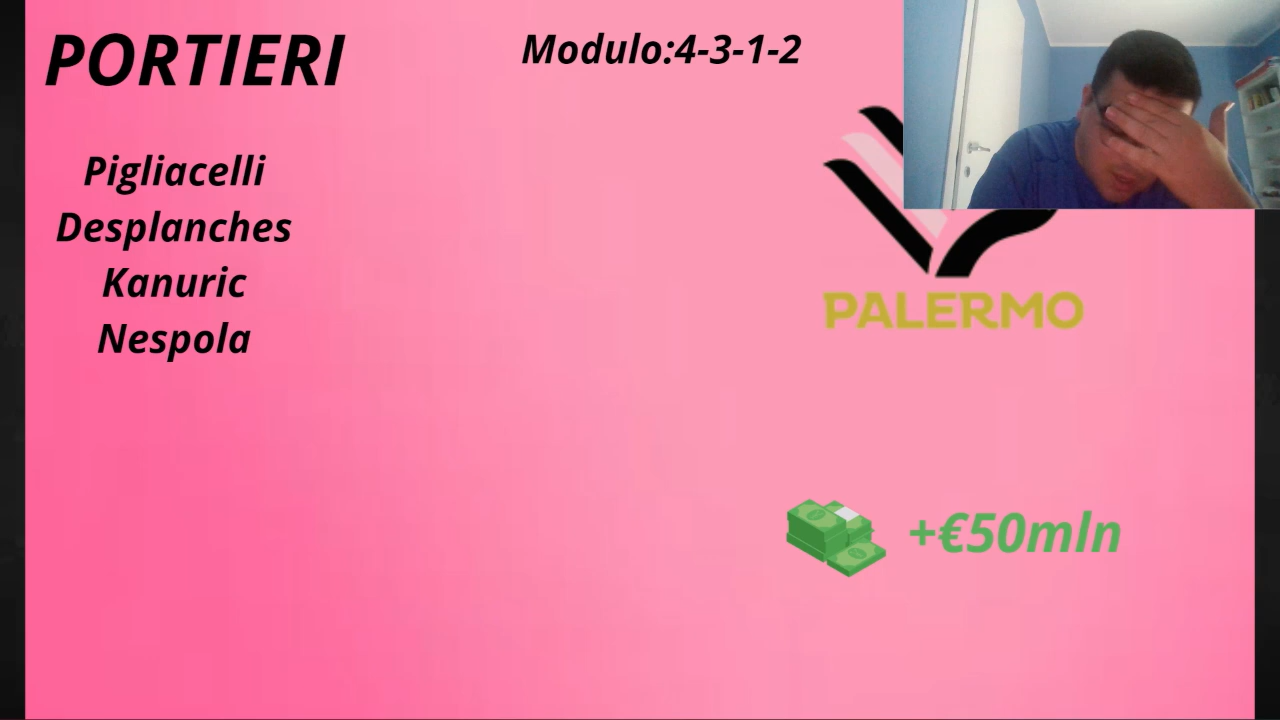 PORTIERI
Modulo:4-3-1-2
Pigliacelli
Desplanches
Kanuric
Nespola
PALERMO
+€50mln